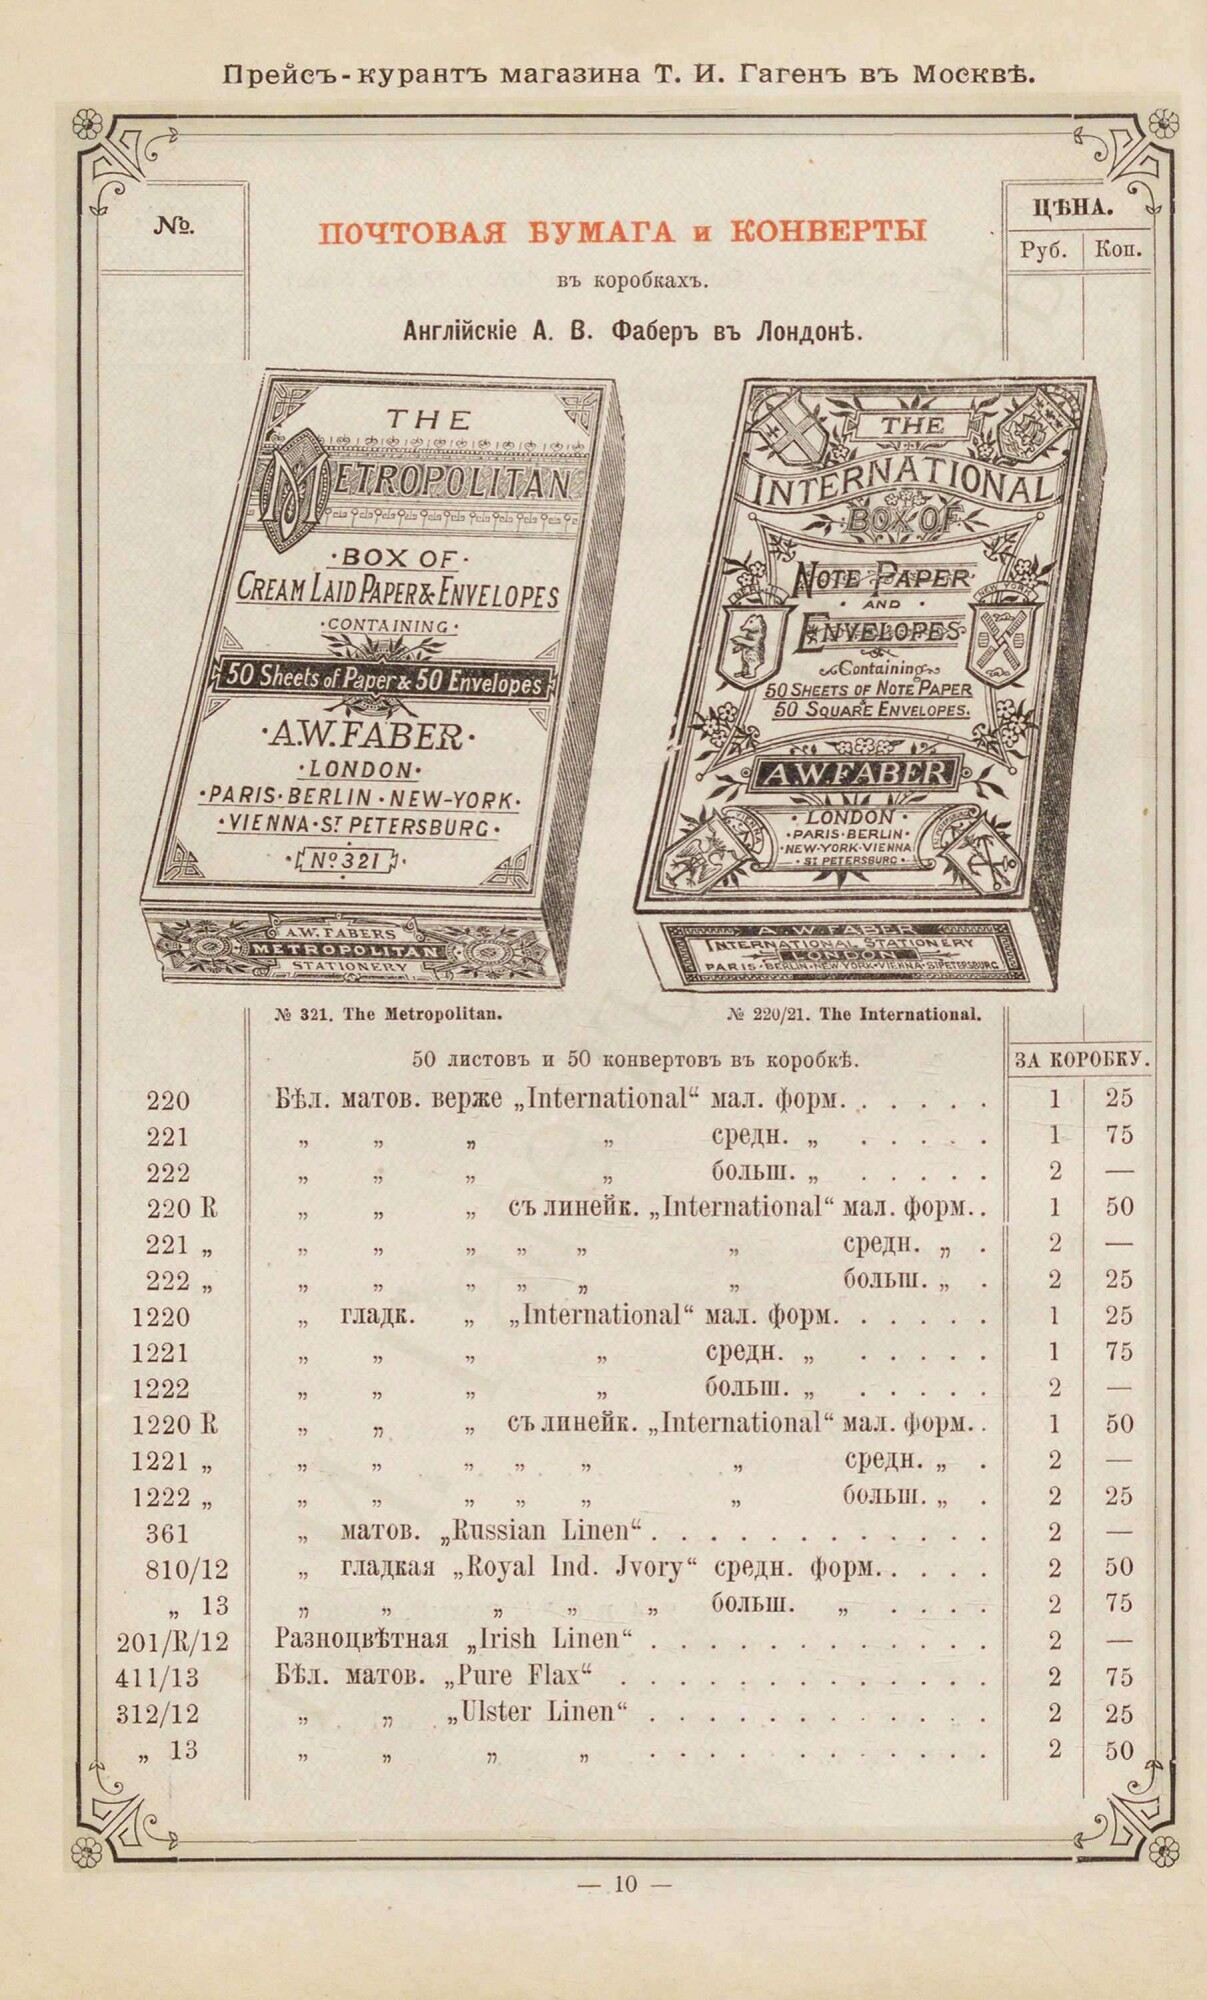 Прейсъ-курантъ магазина Т. И. Гагенъ въ Москвѣ.
№.
ПОЧТОВАЯ БУМАГА и КОНВЕРТЫ
въ коробкахъ.
Англійскіе А. В. Фаберъ въ Лондонѣ.
ЦѢНА.
Руб. Коп.
THE
METROPOLITAN
·BOX OF·
CREAM LAID PAPER & ENVELOPES
·CONTAINING·
50 Sheets of Paper & 50 Envelopes
·A.W. FABER·
·LONDON·
·PARIS·BERLIN·NEW-YORK·
·VIENNA·ST PETERSBURG·
·No 321·
A.W. FABERS
METROPOLITAN
STATIONERY
THE
INTERNATIONAL
BOX OF
NOTE PAPER
· AND ·
ENVELOPES
BERLIN
NEW YORK
Containing
50 SHEETS OF NOTE PAPER
50 SQUARE ENVELOPES.
A.W. FABER
· LONDON ·
·PARIS·BERLIN·
·NEW-YORK·VIENNA
·ST PETERSBURG·
A. W. FABER
INTERNATIONAL STATIONERY
LONDON
PARIS·BERLIN·NEW YORK·VIENNA·ST PETERSBURG
№ 321. The Metropolitan.
№ 220/21. The International.
50 листовъ и 50 конвертовъ въ коробкѣ. ЗА КОРОБКУ.
220 Бѣл. матов. верже „International“ мал. форм. . . . . . 1 25
221 „ „ „ „ средн. „ . . . . . 1 75
222 „ „ „ „ больш. „ . . . . . 2 —
220 R „ „ „ съ линейк. „International“ мал. форм. . 1 50
221 „ „ „ „ „ „ „ средн. „ . 2 —
222 „ „ „ „ „ „ „ больш. „ . 2 25
1220 „ гладк. „ „International“ мал. форм. . . . . . 1 25
1221 „ „ „ „ средн. „ . . . . . 1 75
1222 „ „ „ „ больш. „ . . . . . 2 —
1220 R „ „ „ съ линейк. „International“ мал. форм. . 1 50
1221 „ „ „ „ „ „ „ средн. „ . 2 —
1222 „ „ „ „ „ „ „ больш. „ . 2 25
361 „ матов. „Russian Linen“ . . . . . . . . . . . . 2 —
810/12 „ гладкая „Royal Ind. Jvory“ средн. форм. . . . . 2 50
„ 13 „ „ „ „ „ больш. „ . . . . 2 75
201/R/12 Разноцвѣтная „Irish Linen“ . . . . . . . . . . . . 2 —
411/13 Бѣл. матов. „Pure Flax“ . . . . . . . . . . . . . 2 75
312/12 „ „ „Ulster Linen“ . . . . . . . . . . . . 2 25
„ 13 „ „ „ „ . . . . . . . . . . . . 2 50
— 10 —